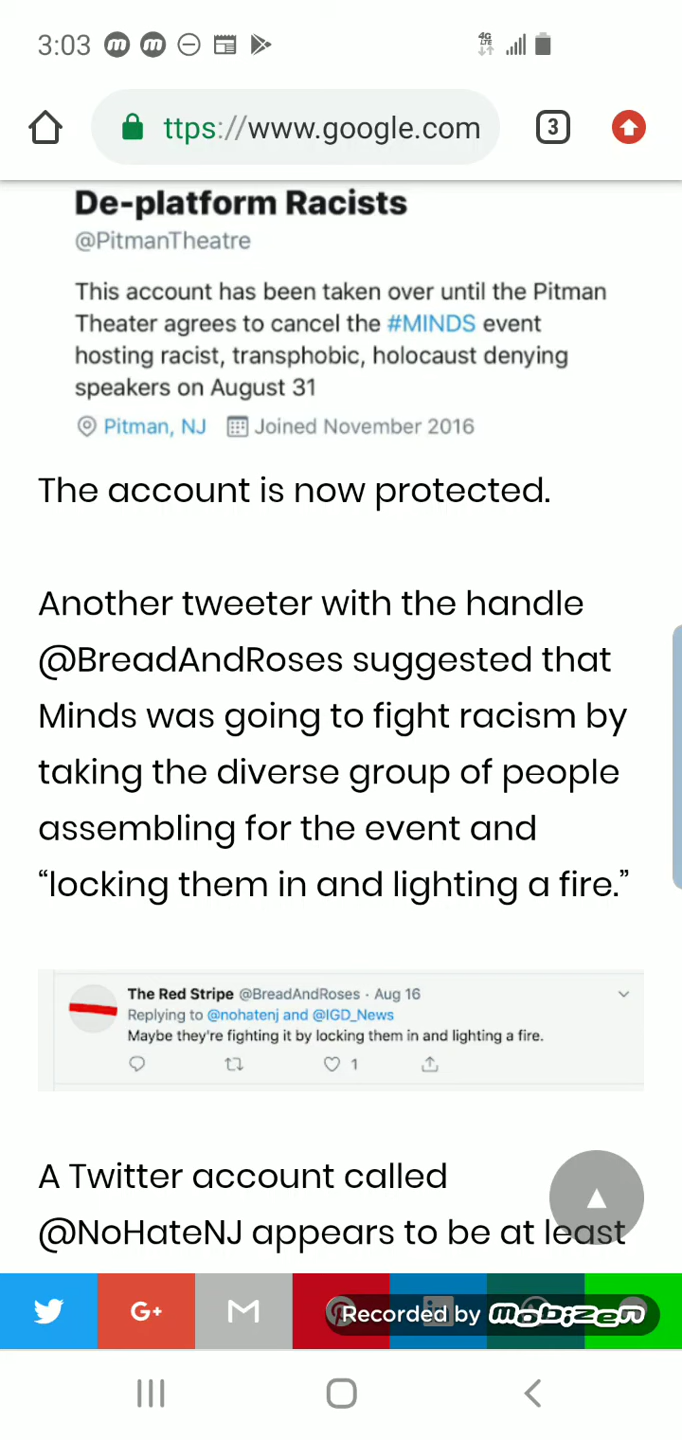 3:03
4G
LTE
ttps://www.google.com
3
De-platform Racists
@PitmanTheatre
This account has been taken over until the Pitman
Theater agrees to cancel the #MINDS event
hosting racist, transphobic, holocaust denying
speakers on August 31
Pitman, NJ Joined November 2016
The account is now protected.
Another tweeter with the handle
@BreadAndRoses suggested that
Minds was going to fight racism by
taking the diverse group of people
assembling for the event and
“locking them in and lighting a fire.”
The Red Stripe @BreadAndRoses · Aug 16
Replying to @nohatenj and @IGD_News
Maybe they're fighting it by locking them in and lighting a fire.
1
A Twitter account called
@NoHateNJ appears to be at least
G+
Recorded by mobizen